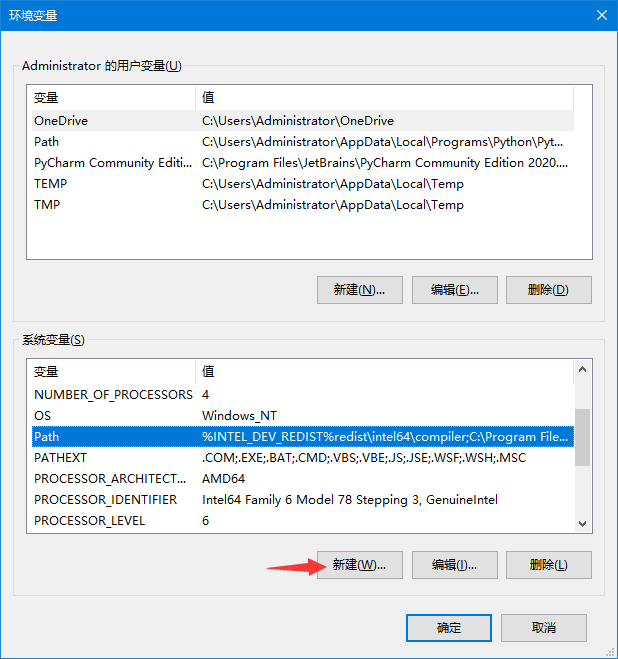 环境变量
Administrator 的用户变量(U)
变量 值
OneDrive C:\Users\Administrator\OneDrive
Path C:\Users\Administrator\AppData\Local\Programs\Python\Pyt...
PyCharm Community Editi... C:\Program Files\JetBrains\PyCharm Community Edition 2020....
TEMP C:\Users\Administrator\AppData\Local\Temp
TMP C:\Users\Administrator\AppData\Local\Temp
新建(N)... 编辑(E)... 删除(D)
系统变量(S)
变量 值
NUMBER_OF_PROCESSORS 4
OS Windows_NT
Path %INTEL_DEV_REDIST%redist\intel64\compiler;C:\Program File...
PATHEXT .COM;.EXE;.BAT;.CMD;.VBS;.VBE;.JS;.JSE;.WSF;.WSH;.MSC
PROCESSOR_ARCHITECT... AMD64
PROCESSOR_IDENTIFIER Intel64 Family 6 Model 78 Stepping 3, GenuineIntel
PROCESSOR_LEVEL 6
新建(W)... 编辑(I)... 删除(L)
确定 取消